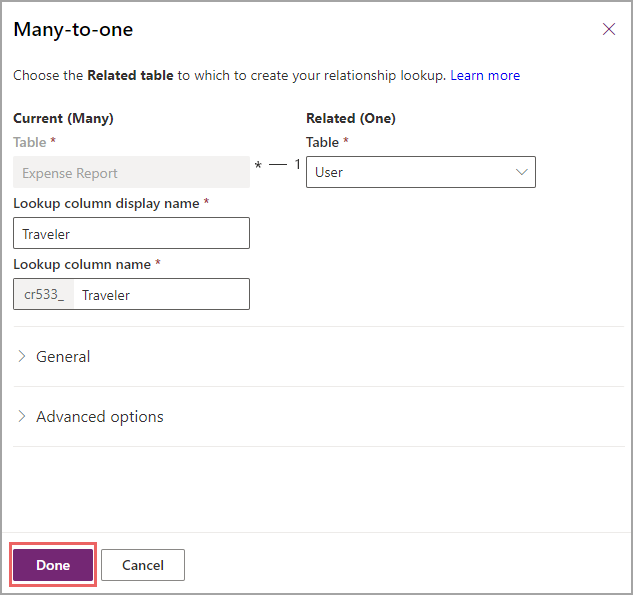 Many-to-one
Choose the Related table to which to create your relationship lookup. Learn more
Current (Many)
Related (One)
Table *
Table *
Expense Report
* — 1
User
Lookup column display name *
Traveler
Lookup column name *
cr533_ Traveler
General
Advanced options
Done
Cancel